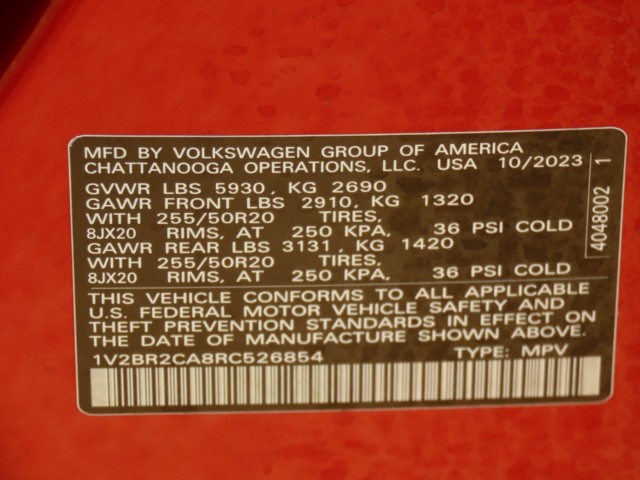 MFD BY VOLKSWAGEN GROUP OF AMERICA
CHATTANOOGA OPERATIONS, LLC. USA 10/2023
GVWR LBS 5930, KG 2690
GAWR FRONT LBS 2910, KG 1320
WITH 255/50R20 TIRES,
8JX20 RIMS, AT 250 KPA, 36 PSI COLD
GAWR REAR LBS 3131, KG 1420
WITH 255/50R20 TIRES,
8JX20 RIMS, AT 250 KPA, 36 PSI COLD
THIS VEHICLE CONFORMS TO ALL APPLICABLE
U.S. FEDERAL MOTOR VEHICLE SAFETY AND
THEFT PREVENTION STANDARDS IN EFFECT ON
THE DATE OF MANUFACTURE SHOWN ABOVE.
1V2BR2CA8RC526854 TYPE: MPV
4048002 1